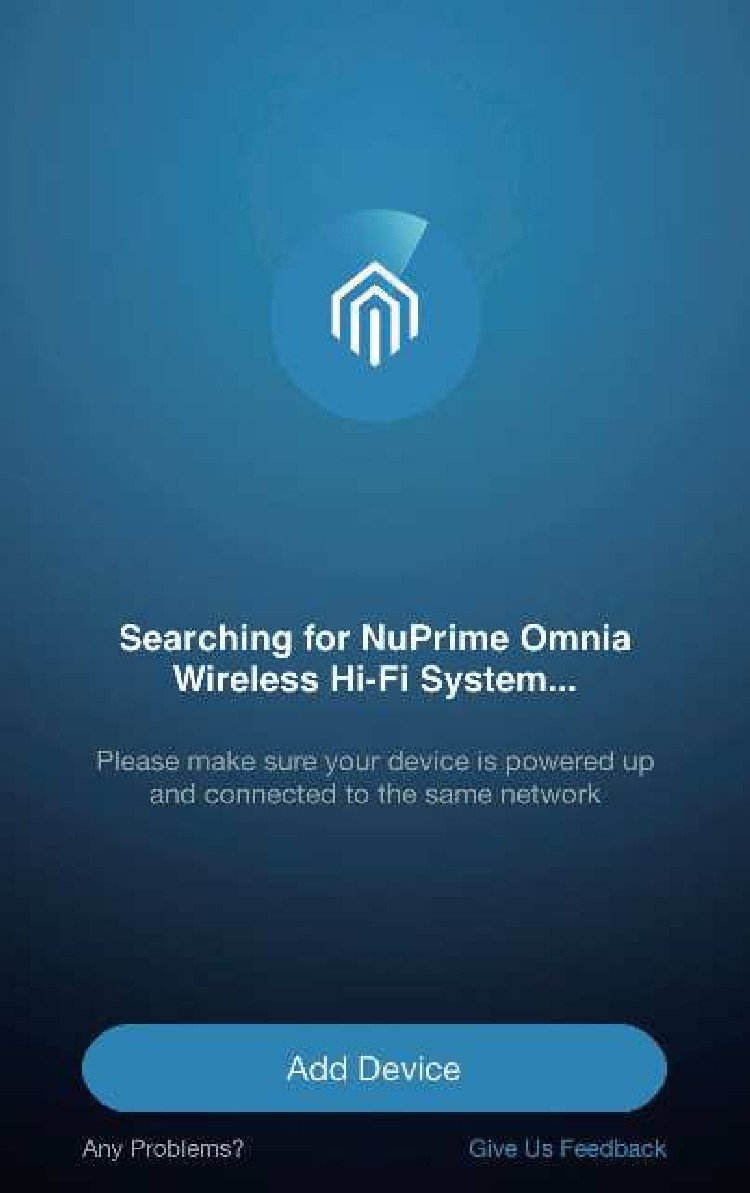 Searching for NuPrime Omnia
Wireless Hi-Fi System...
Please make sure your device is powered up
and connected to the same network
Add Device
Any Problems?
Give Us Feedback